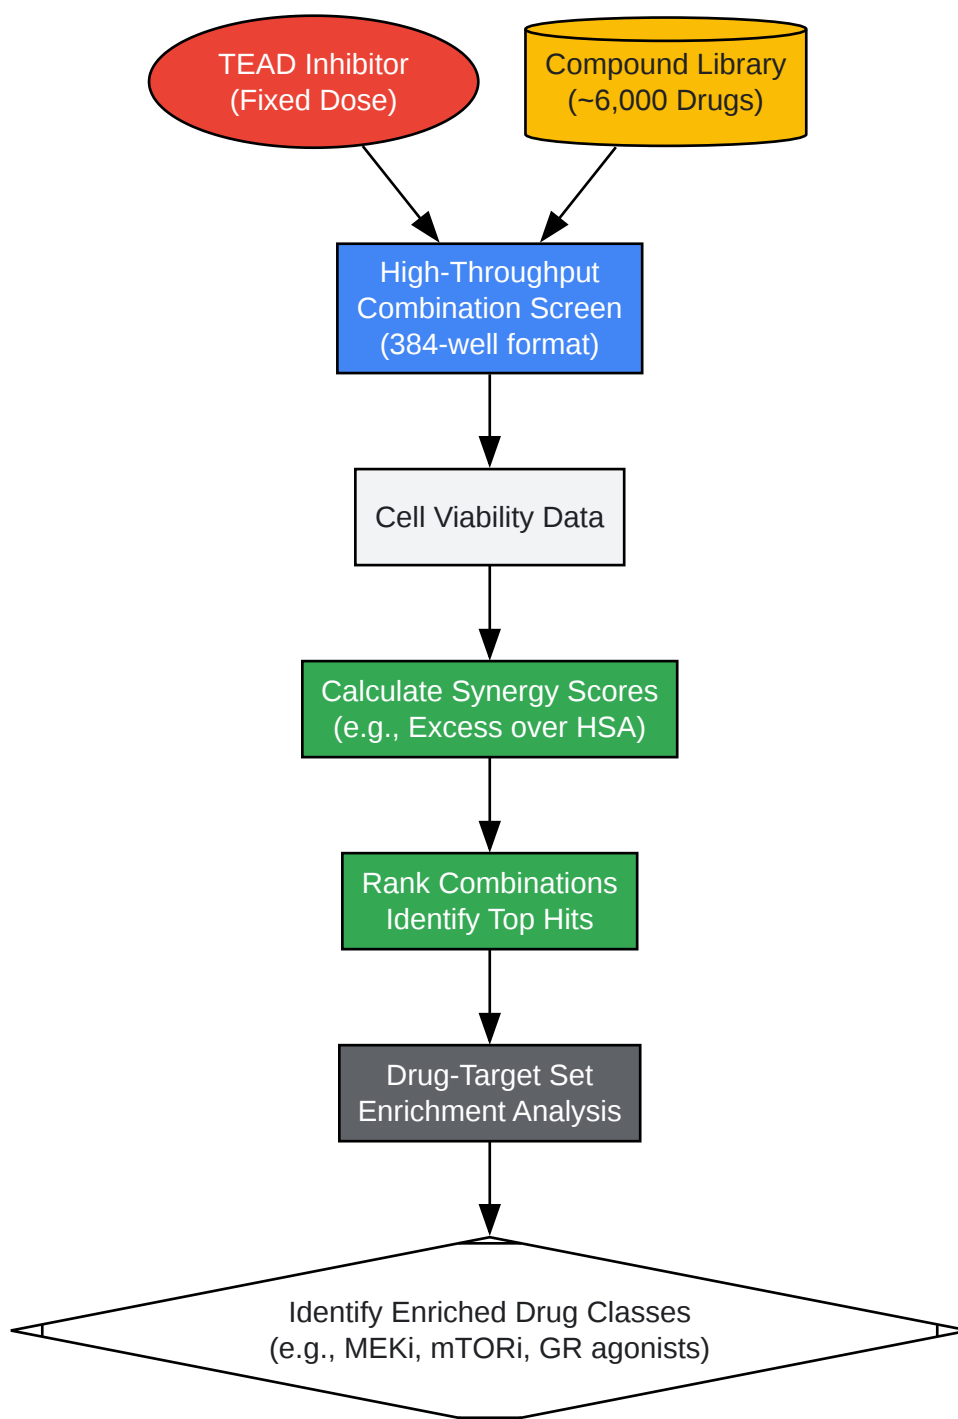 TEAD Inhibitor
(Fixed Dose)
Compound Library
(~6,000 Drugs)
High-Throughput
Combination Screen
(384-well format)
Cell Viability Data
Calculate Synergy Scores
(e.g., Excess over HSA)
Rank Combinations
Identify Top Hits
Drug-Target Set
Enrichment Analysis
Identify Enriched Drug Classes
(e.g., MEKi, mTORi, GR agonists)